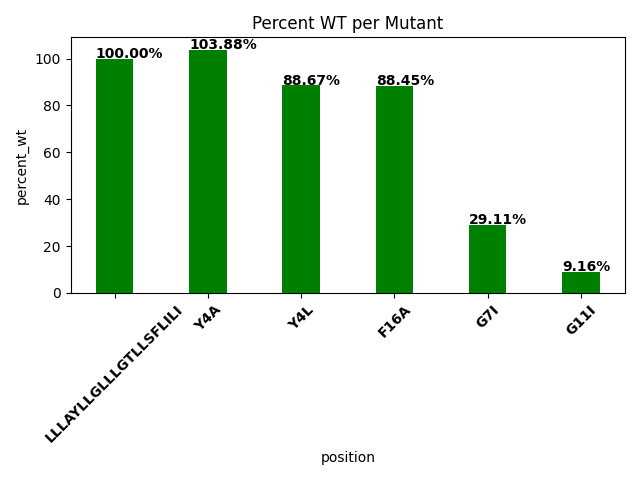 Percent WT per Mutant
percent_wt
100
80
60
40
20
0
100.00%
103.88%
88.67%
88.45%
29.11%
9.16%
LLLAYLLGLLLGTLLSFLILI
Y4A
Y4L
F16A
G7I
G11I
position